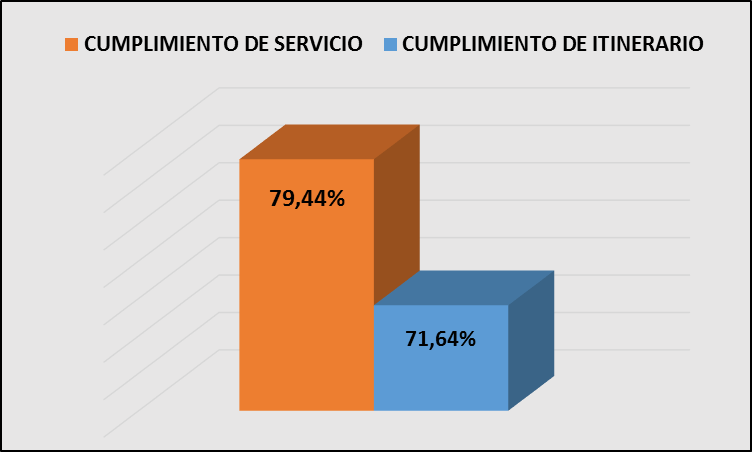 CUMPLIMIENTO DE SERVICIO CUMPLIMIENTO DE ITINERARIO
79,44%
71,64%